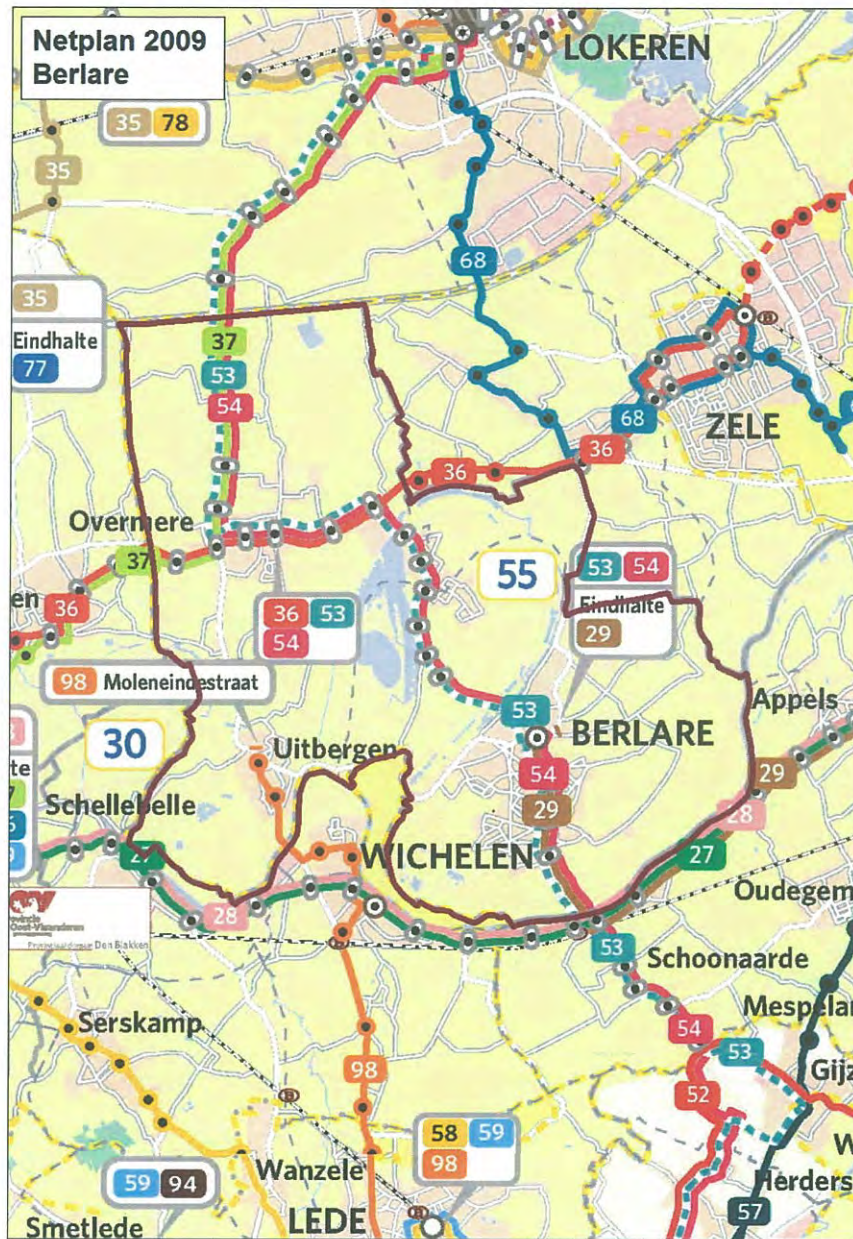 Netplan 2009
Berlare
LOKEREN
35 78
35
68
35
Eindhalte
77
37
53
54
68
ZELE
36
36
Overmere
37
36
36 53
54
55
53 54
Eindhalte
29
98 Moleneindestraat
30
Uitbergen
53
BERLARE
Appels
54
29
29
28
Schellebelle
WICHELEN
27
28
Oudegem
Oost-Vlaanderen
53
Schoonaarde
54
Mespelar
Serskamp
53
98
52
58 59
98
59 94
Wanzele
LEDE
Smetlede
57